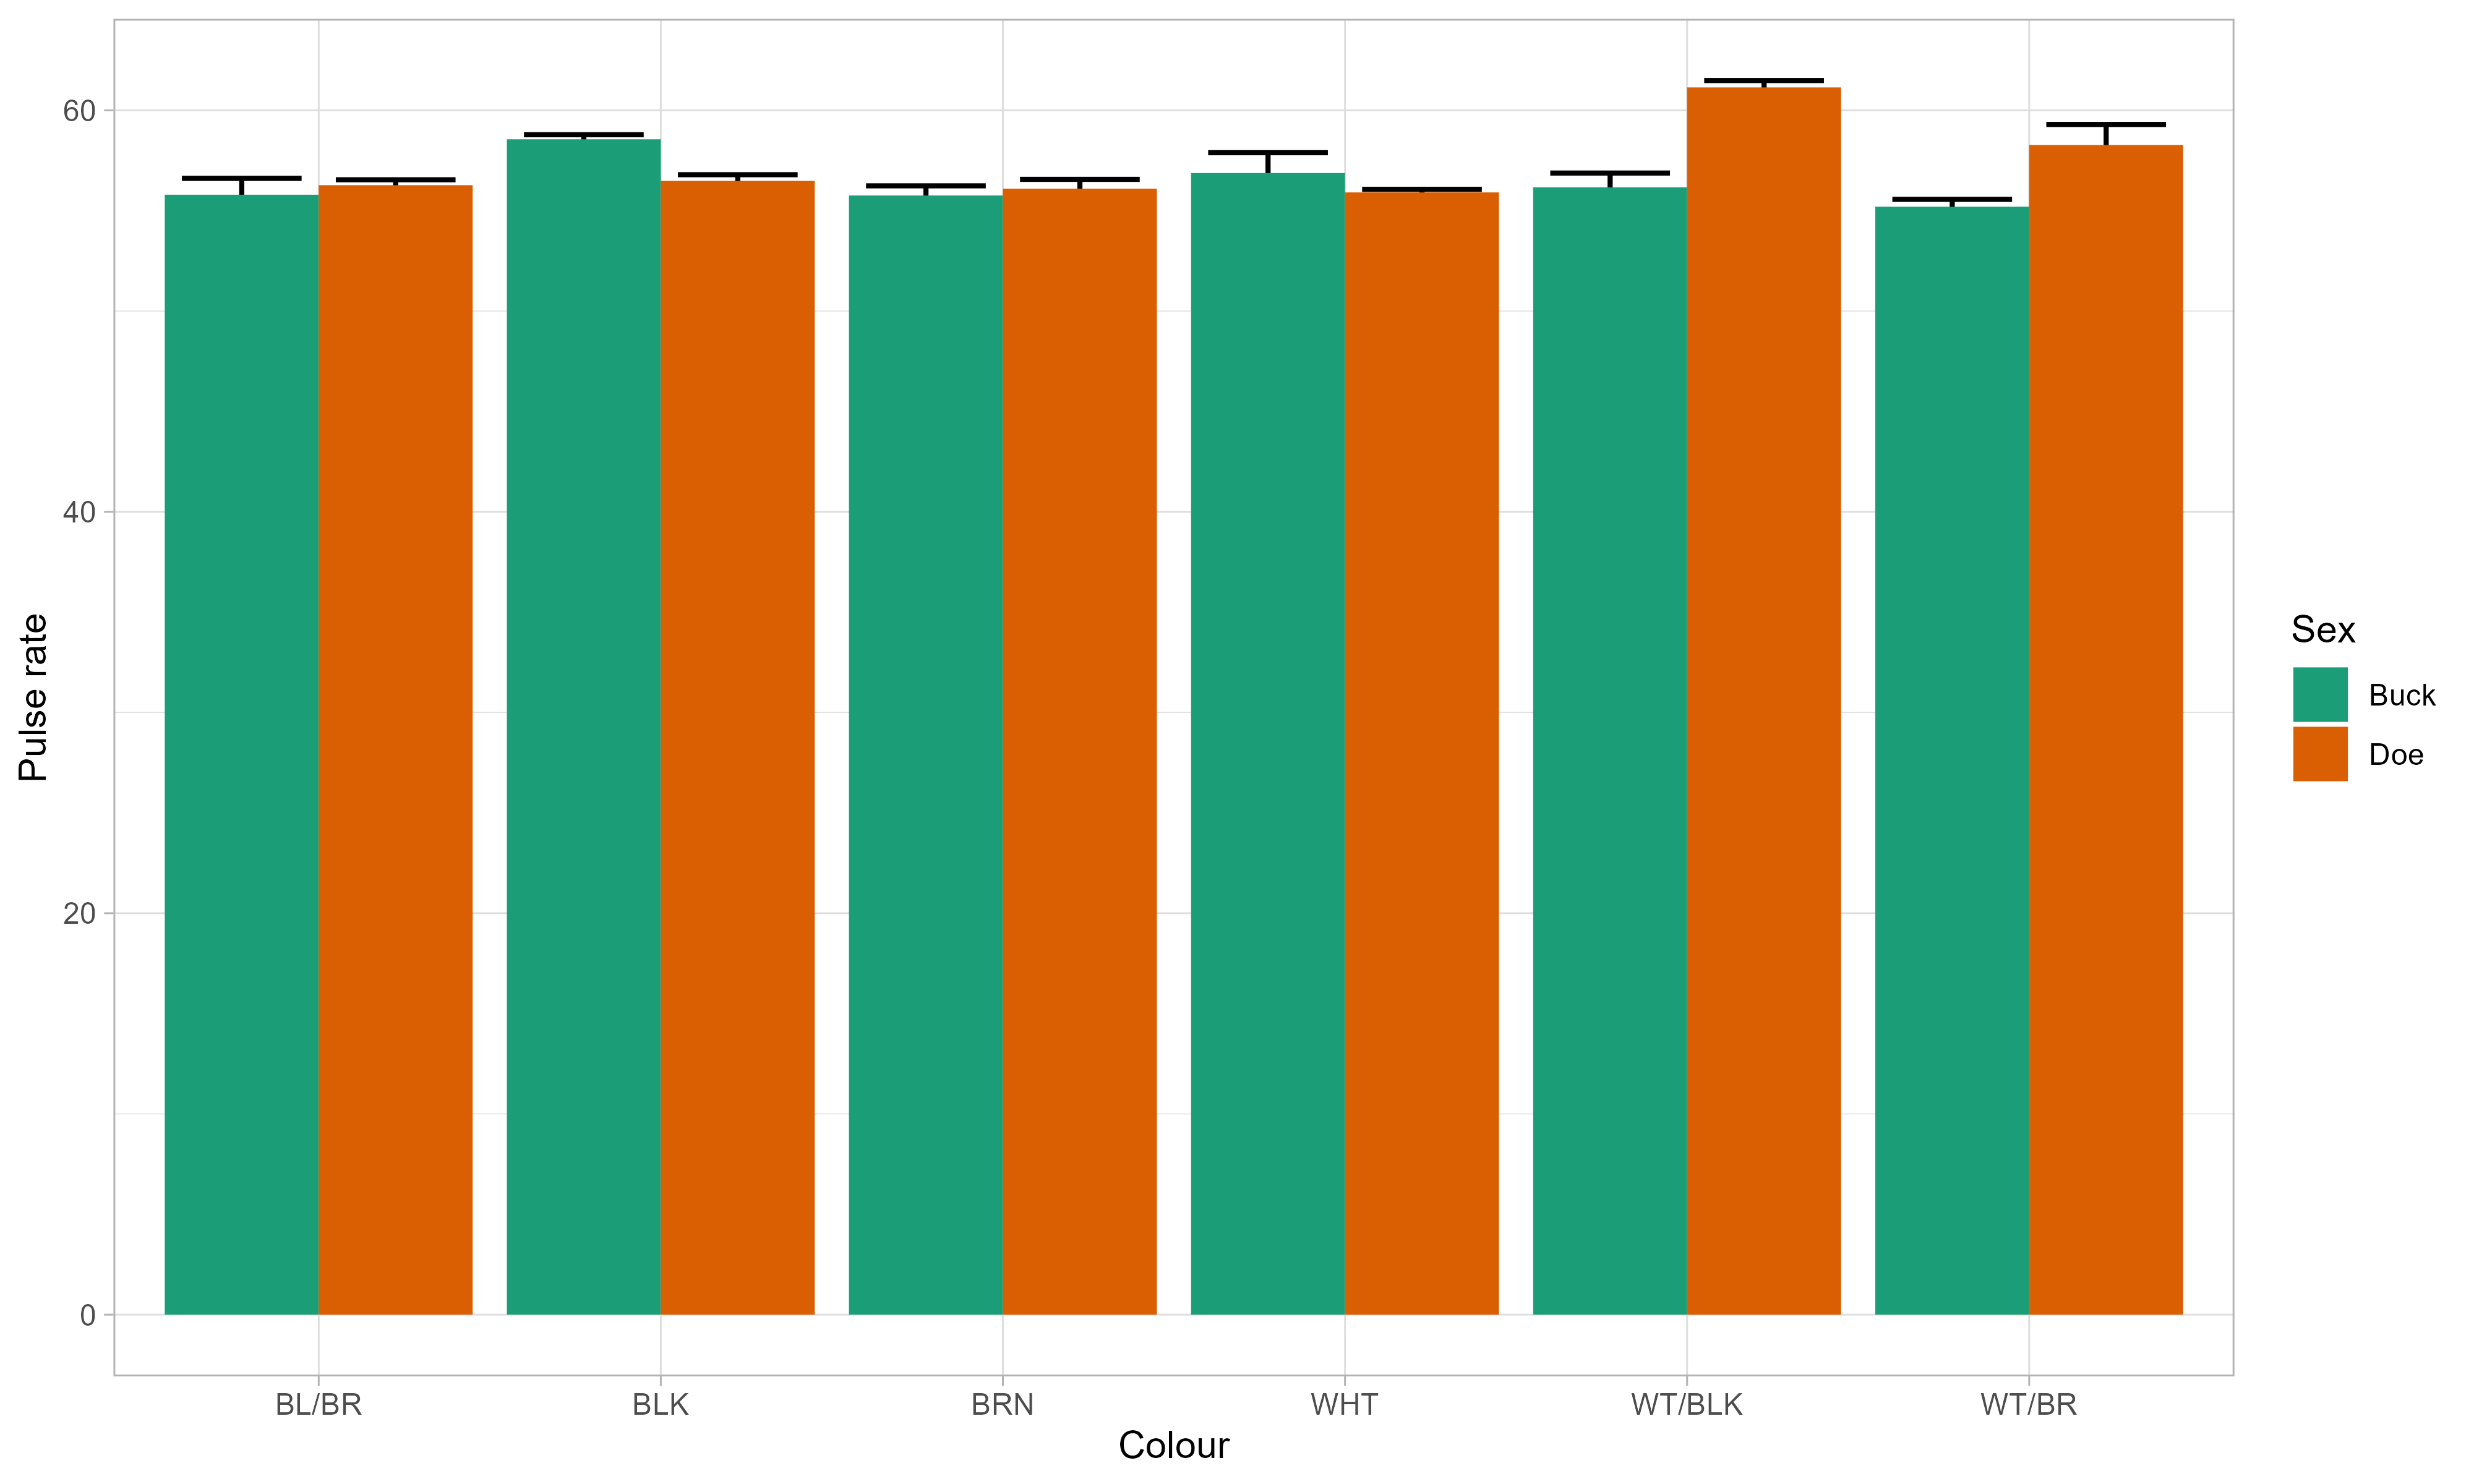 60
40
20
0
Pulse rate
BL/BR BLK BRN WHT WT/BLK WT/BR
Colour
Sex
Buck
Doe